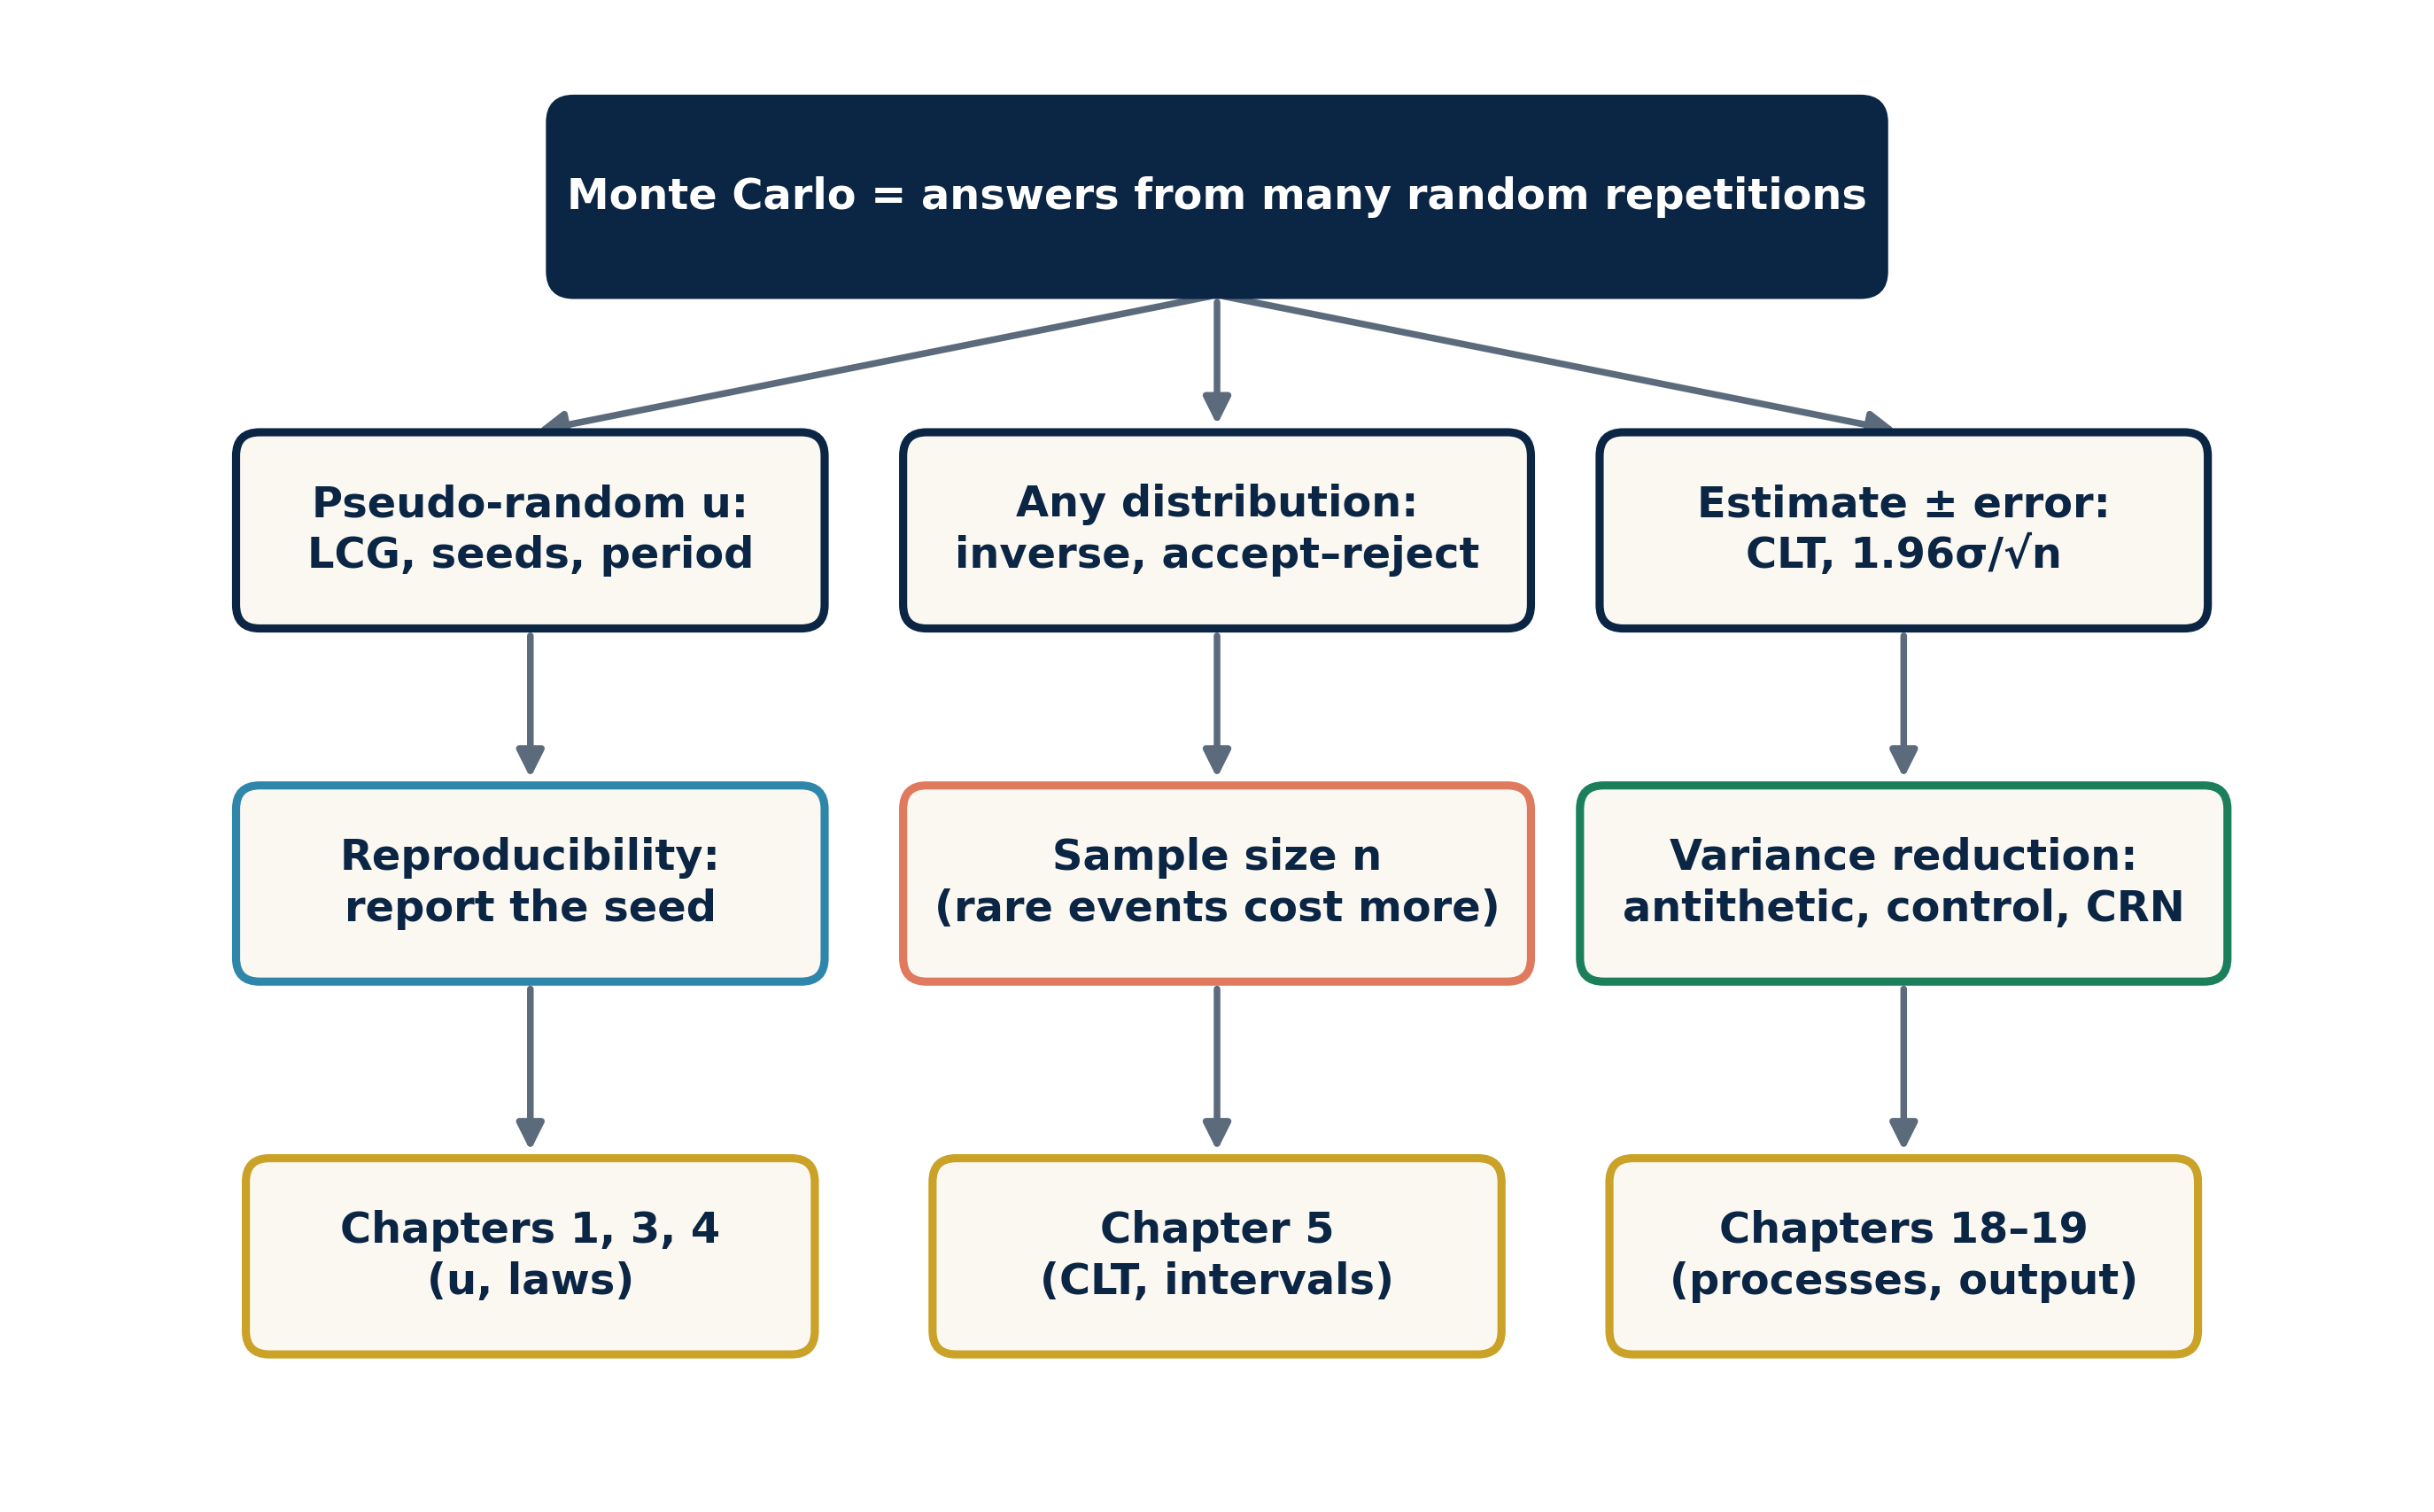 Monte Carlo = answers from many random repetitions
Pseudo-random u:
LCG, seeds, period
Any distribution:
inverse, accept–reject
Estimate ± error:
CLT, 1.96σ/√n
Reproducibility:
report the seed
Sample size n
(rare events cost more)
Variance reduction:
antithetic, control, CRN
Chapters 1, 3, 4
(u, laws)
Chapter 5
(CLT, intervals)
Chapters 18–19
(processes, output)